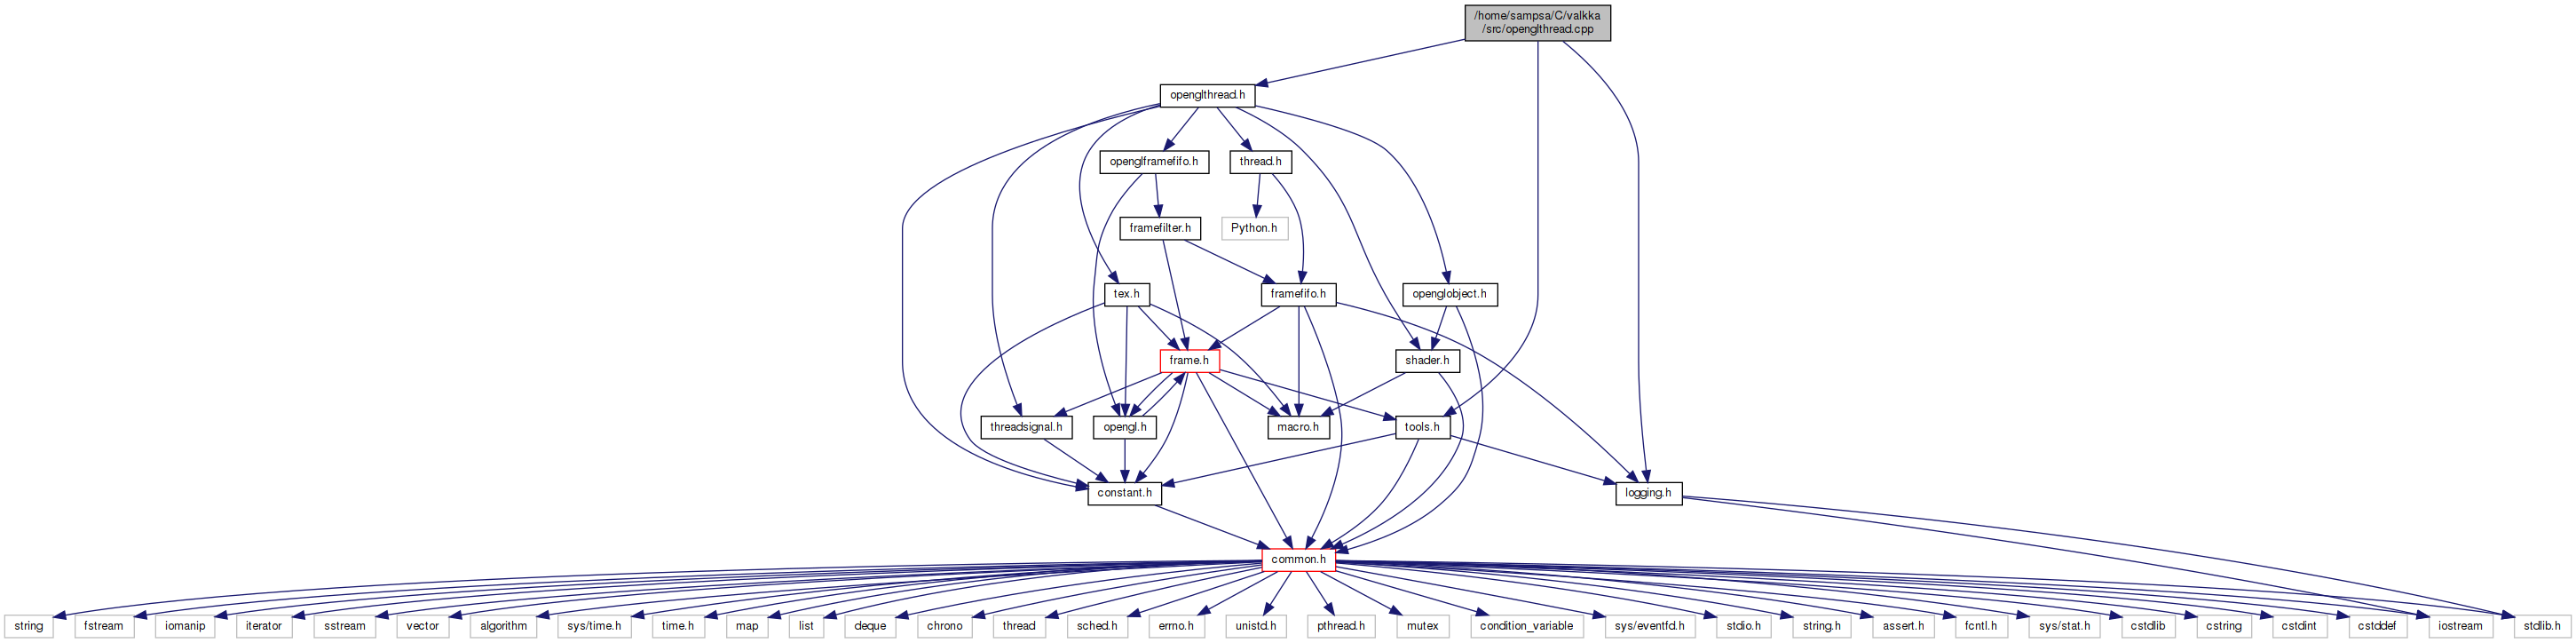 /home/sampsa/C/valkka
/src/openglthread.cpp
openglthread.h
openglframefifo.h
thread.h
framefilter.h
Python.h
tex.h
framefifo.h
openglobject.h
frame.h
shader.h
threadsignal.h
opengl.h
macro.h
tools.h
constant.h
logging.h
common.h
string
fstream
iomanip
iterator
sstream
vector
algorithm
sys/time.h
time.h
map
list
deque
chrono
thread
sched.h
errno.h
unistd.h
pthread.h
mutex
condition_variable
sys/eventfd.h
stdio.h
string.h
assert.h
fcntl.h
sys/stat.h
cstdlib
cstring
cstdint
cstddef
iostream
stdlib.h